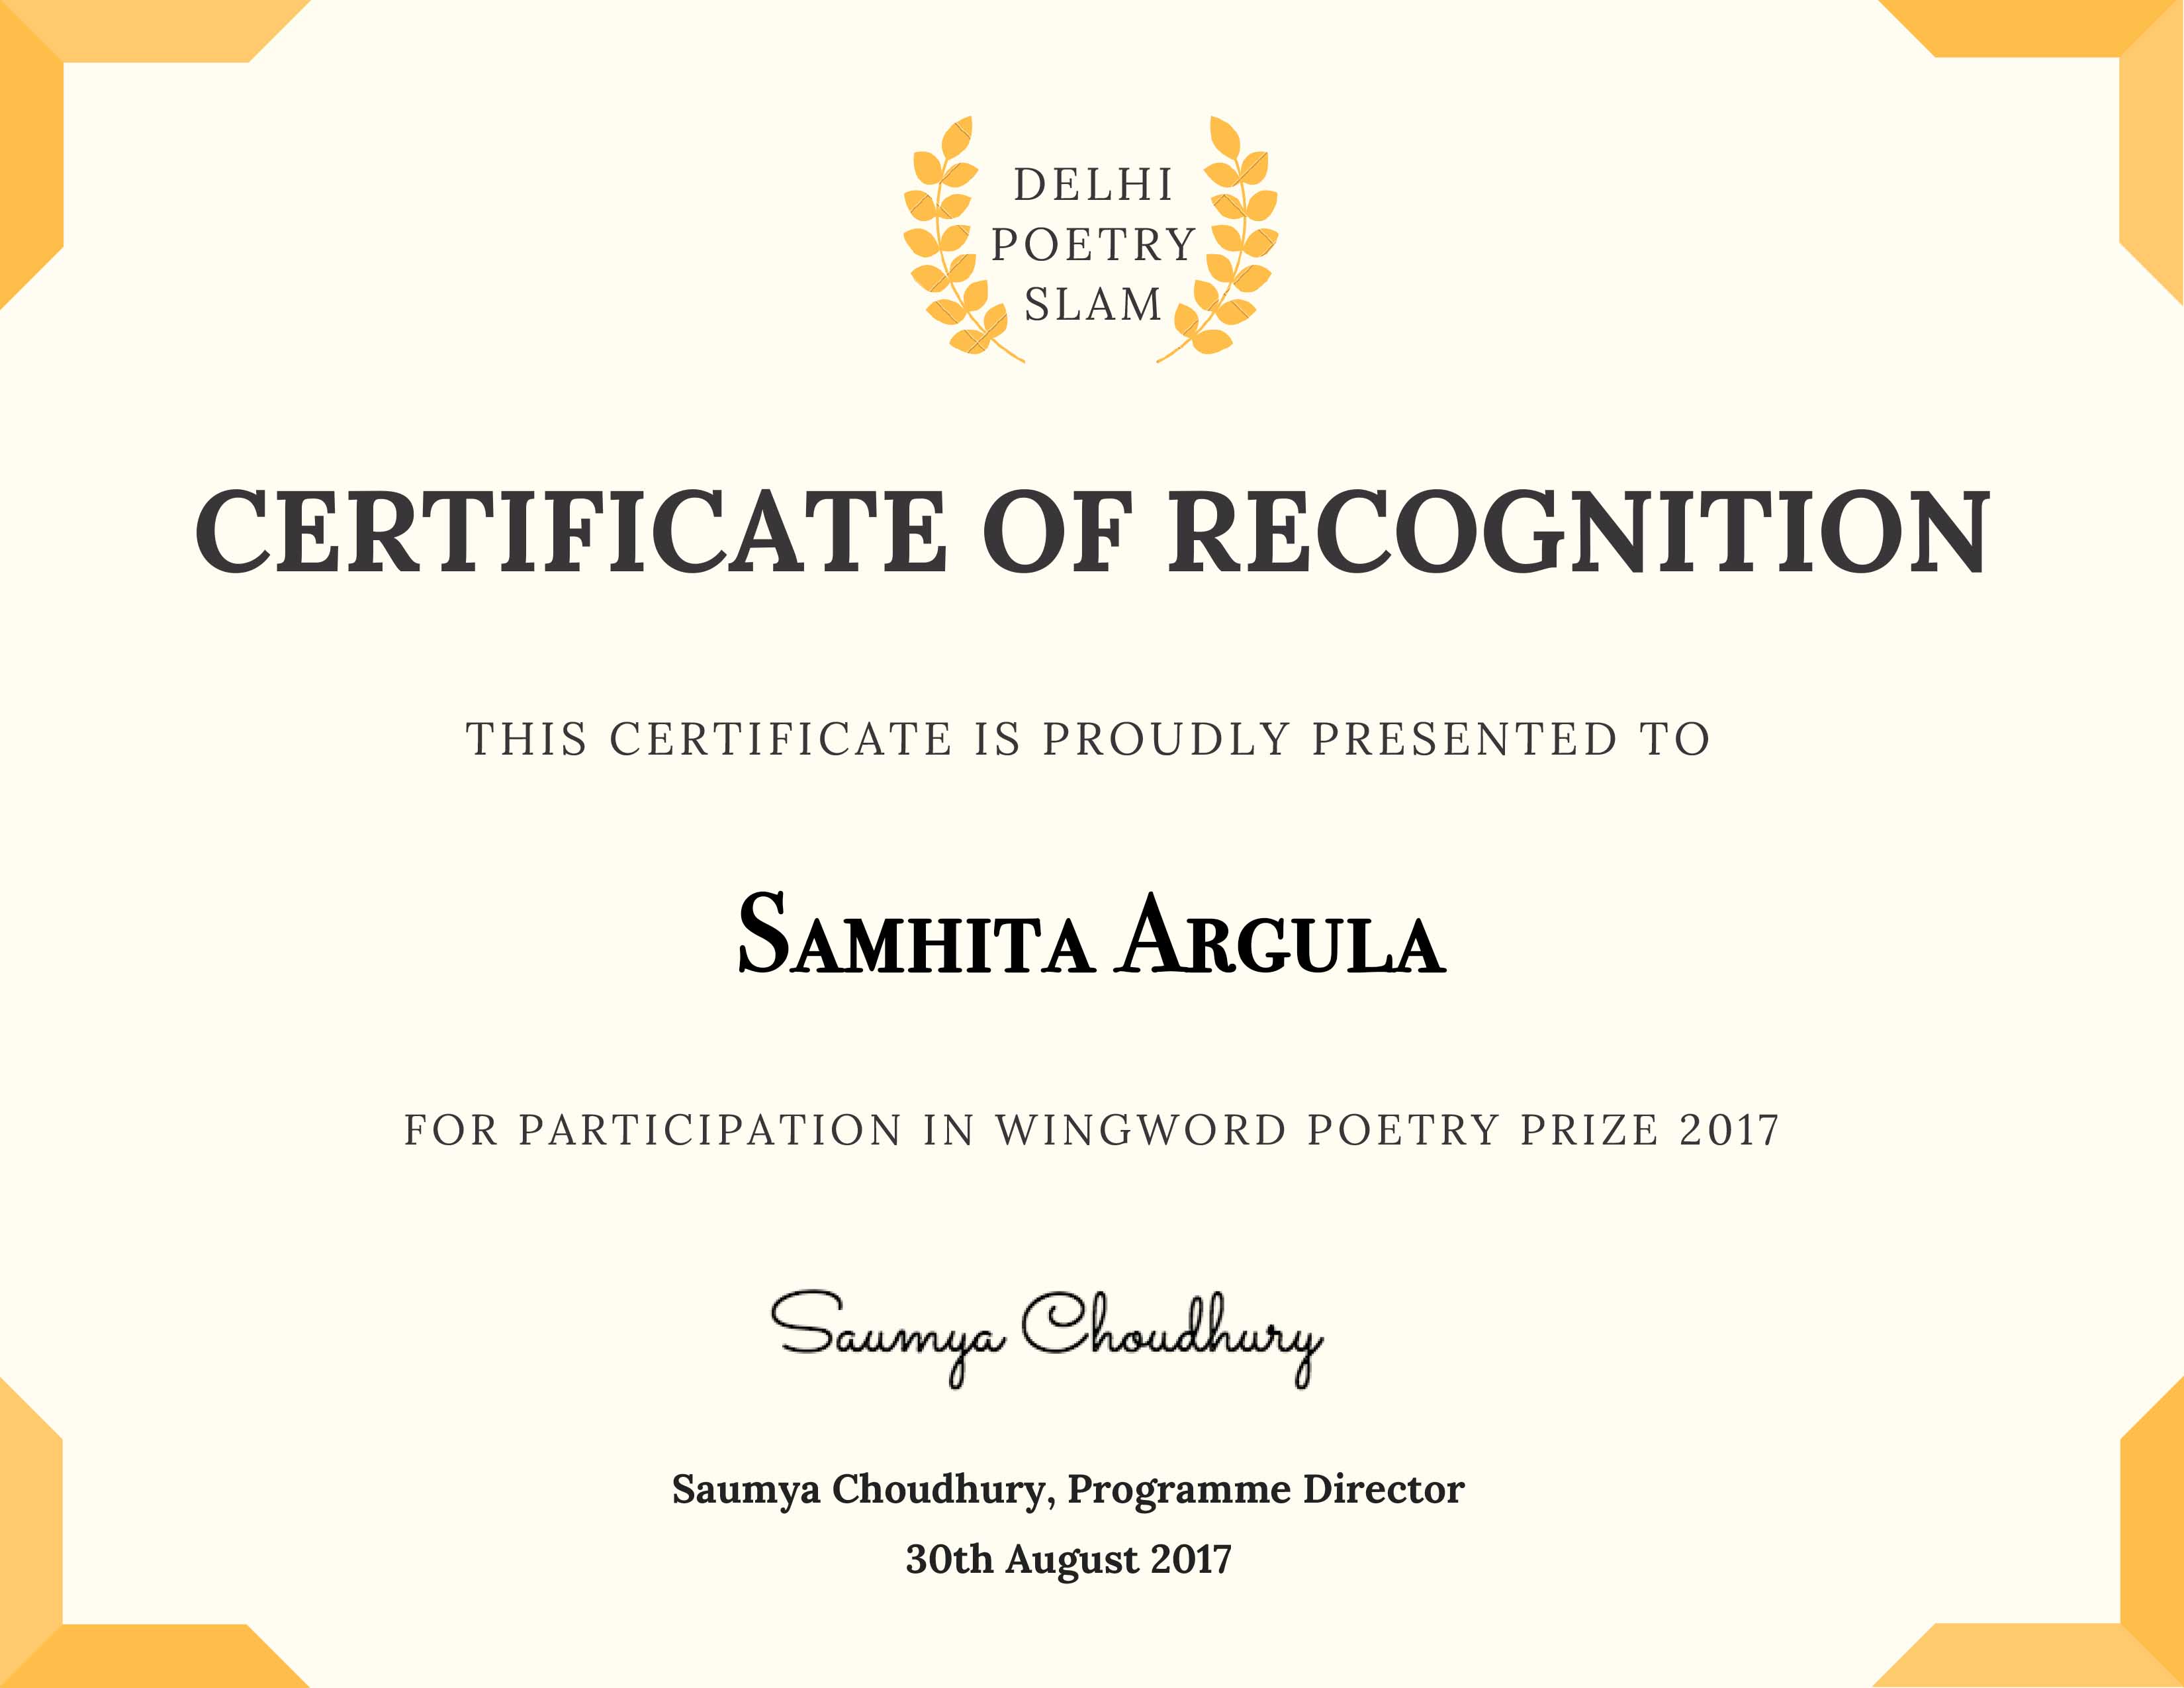 DELHI
POETRY
SLAM
CERTIFICATE OF RECOGNITION
THIS CERTIFICATE IS PROUDLY PRESENTED TO
SAMHITA ARGULA
FOR PARTICIPATION IN WINGWORD POETRY PRIZE 2017
Saumya Choudhury
Saumya Choudhury, Programme Director
30th August 2017